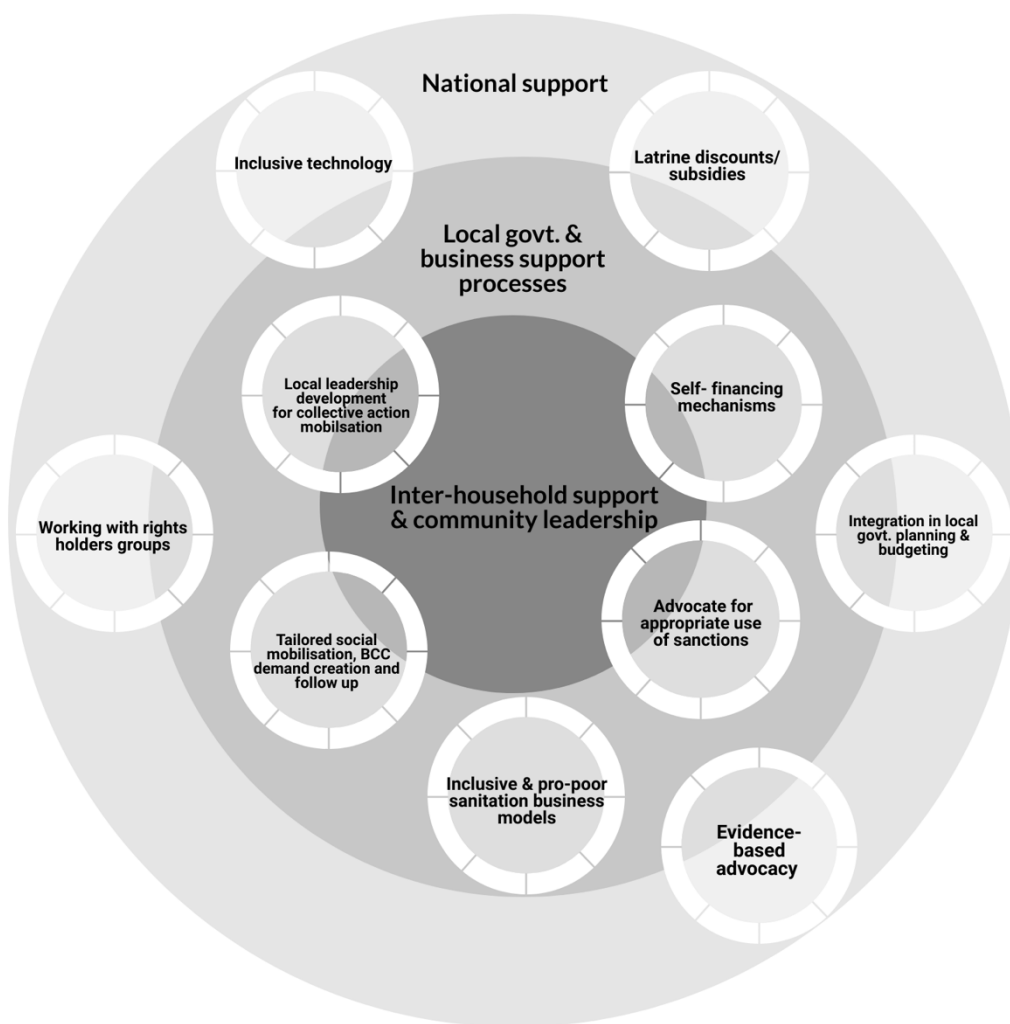 National support
Inclusive technology
Latrine discounts/
subsidies
Local govt. &
business support
processes
Local leadership
development
for collective action
mobilsation
Self- financing
mechanisms
Inter-household support
& community leadership
Working with rights
holders groups
Integration in local
govt. planning &
budgeting
Advocate for
appropriate use
of sanctions
Tailored social
mobilisation, BCC
demand creation and
follow up
Inclusive & pro-poor
sanitation business
models
Evidence-
based
advocacy